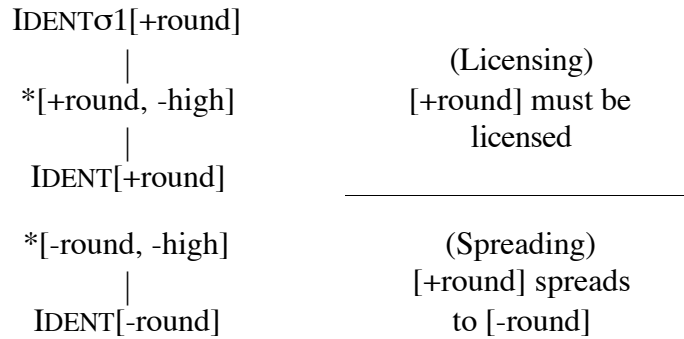 IDENTσ1[+round]
(Licensing)
*[+round, -high]
[+round] must be
licensed
IDENT[+round]
*[-round, -high]
(Spreading)
[+round] spreads
IDENT[-round]
to [-round]